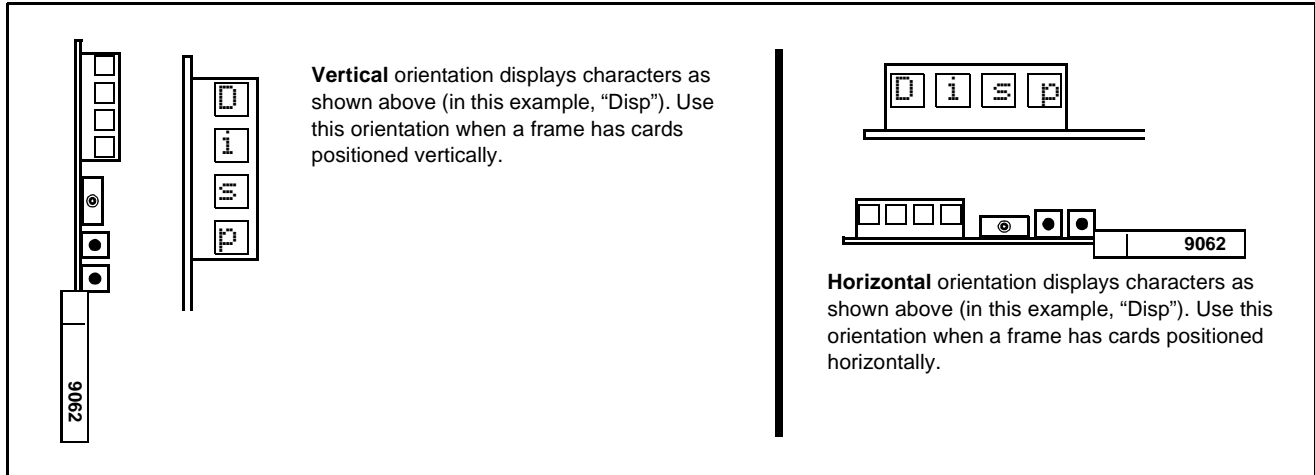 D
i
s
p
9062
Vertical orientation displays characters as
shown above (in this example, “Disp”). Use
this orientation when a frame has cards
positioned vertically.
Disp
9062
Horizontal orientation displays characters as
shown above (in this example, “Disp”). Use this
orientation when a frame has cards positioned
horizontally.